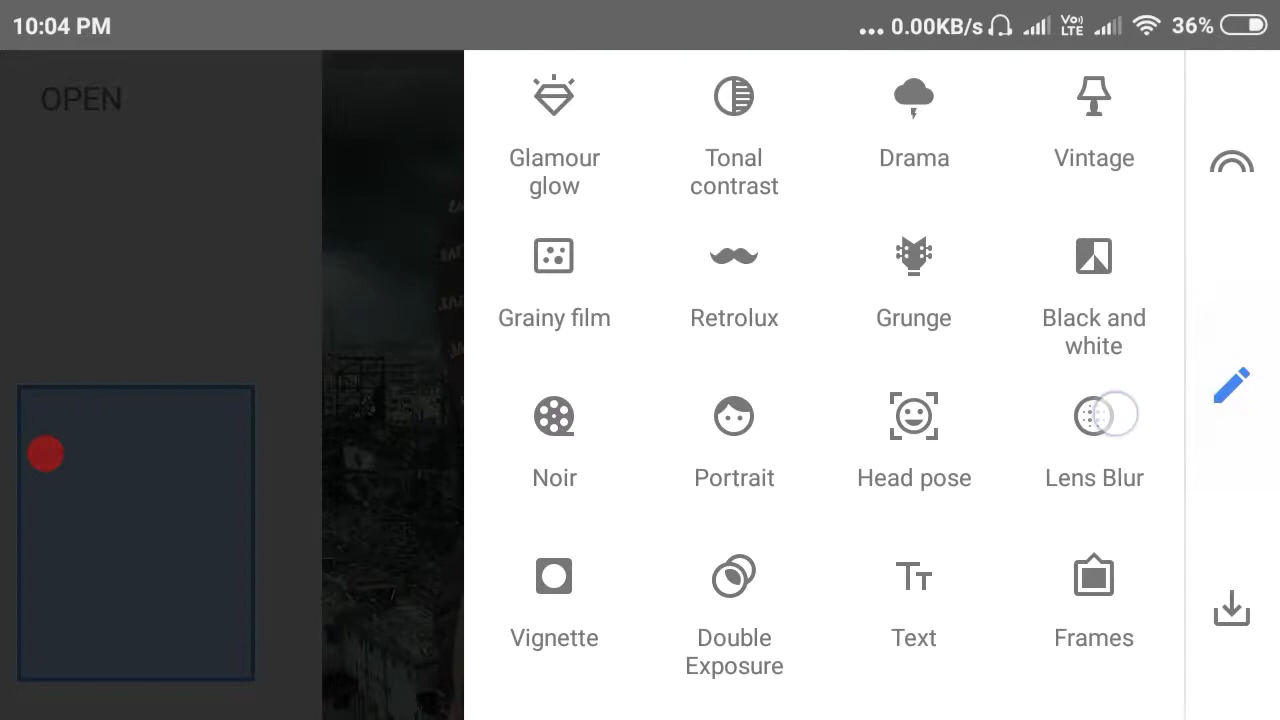 10:04 PM
... 0.00KB/s Vo) LTE 36%
OPEN
Glamour glow
Tonal contrast
Drama
Vintage
Grainy film
Retrolux
Grunge
Black and white
Noir
Portrait
Head pose
Lens Blur
Vignette
Double Exposure
Text
Frames